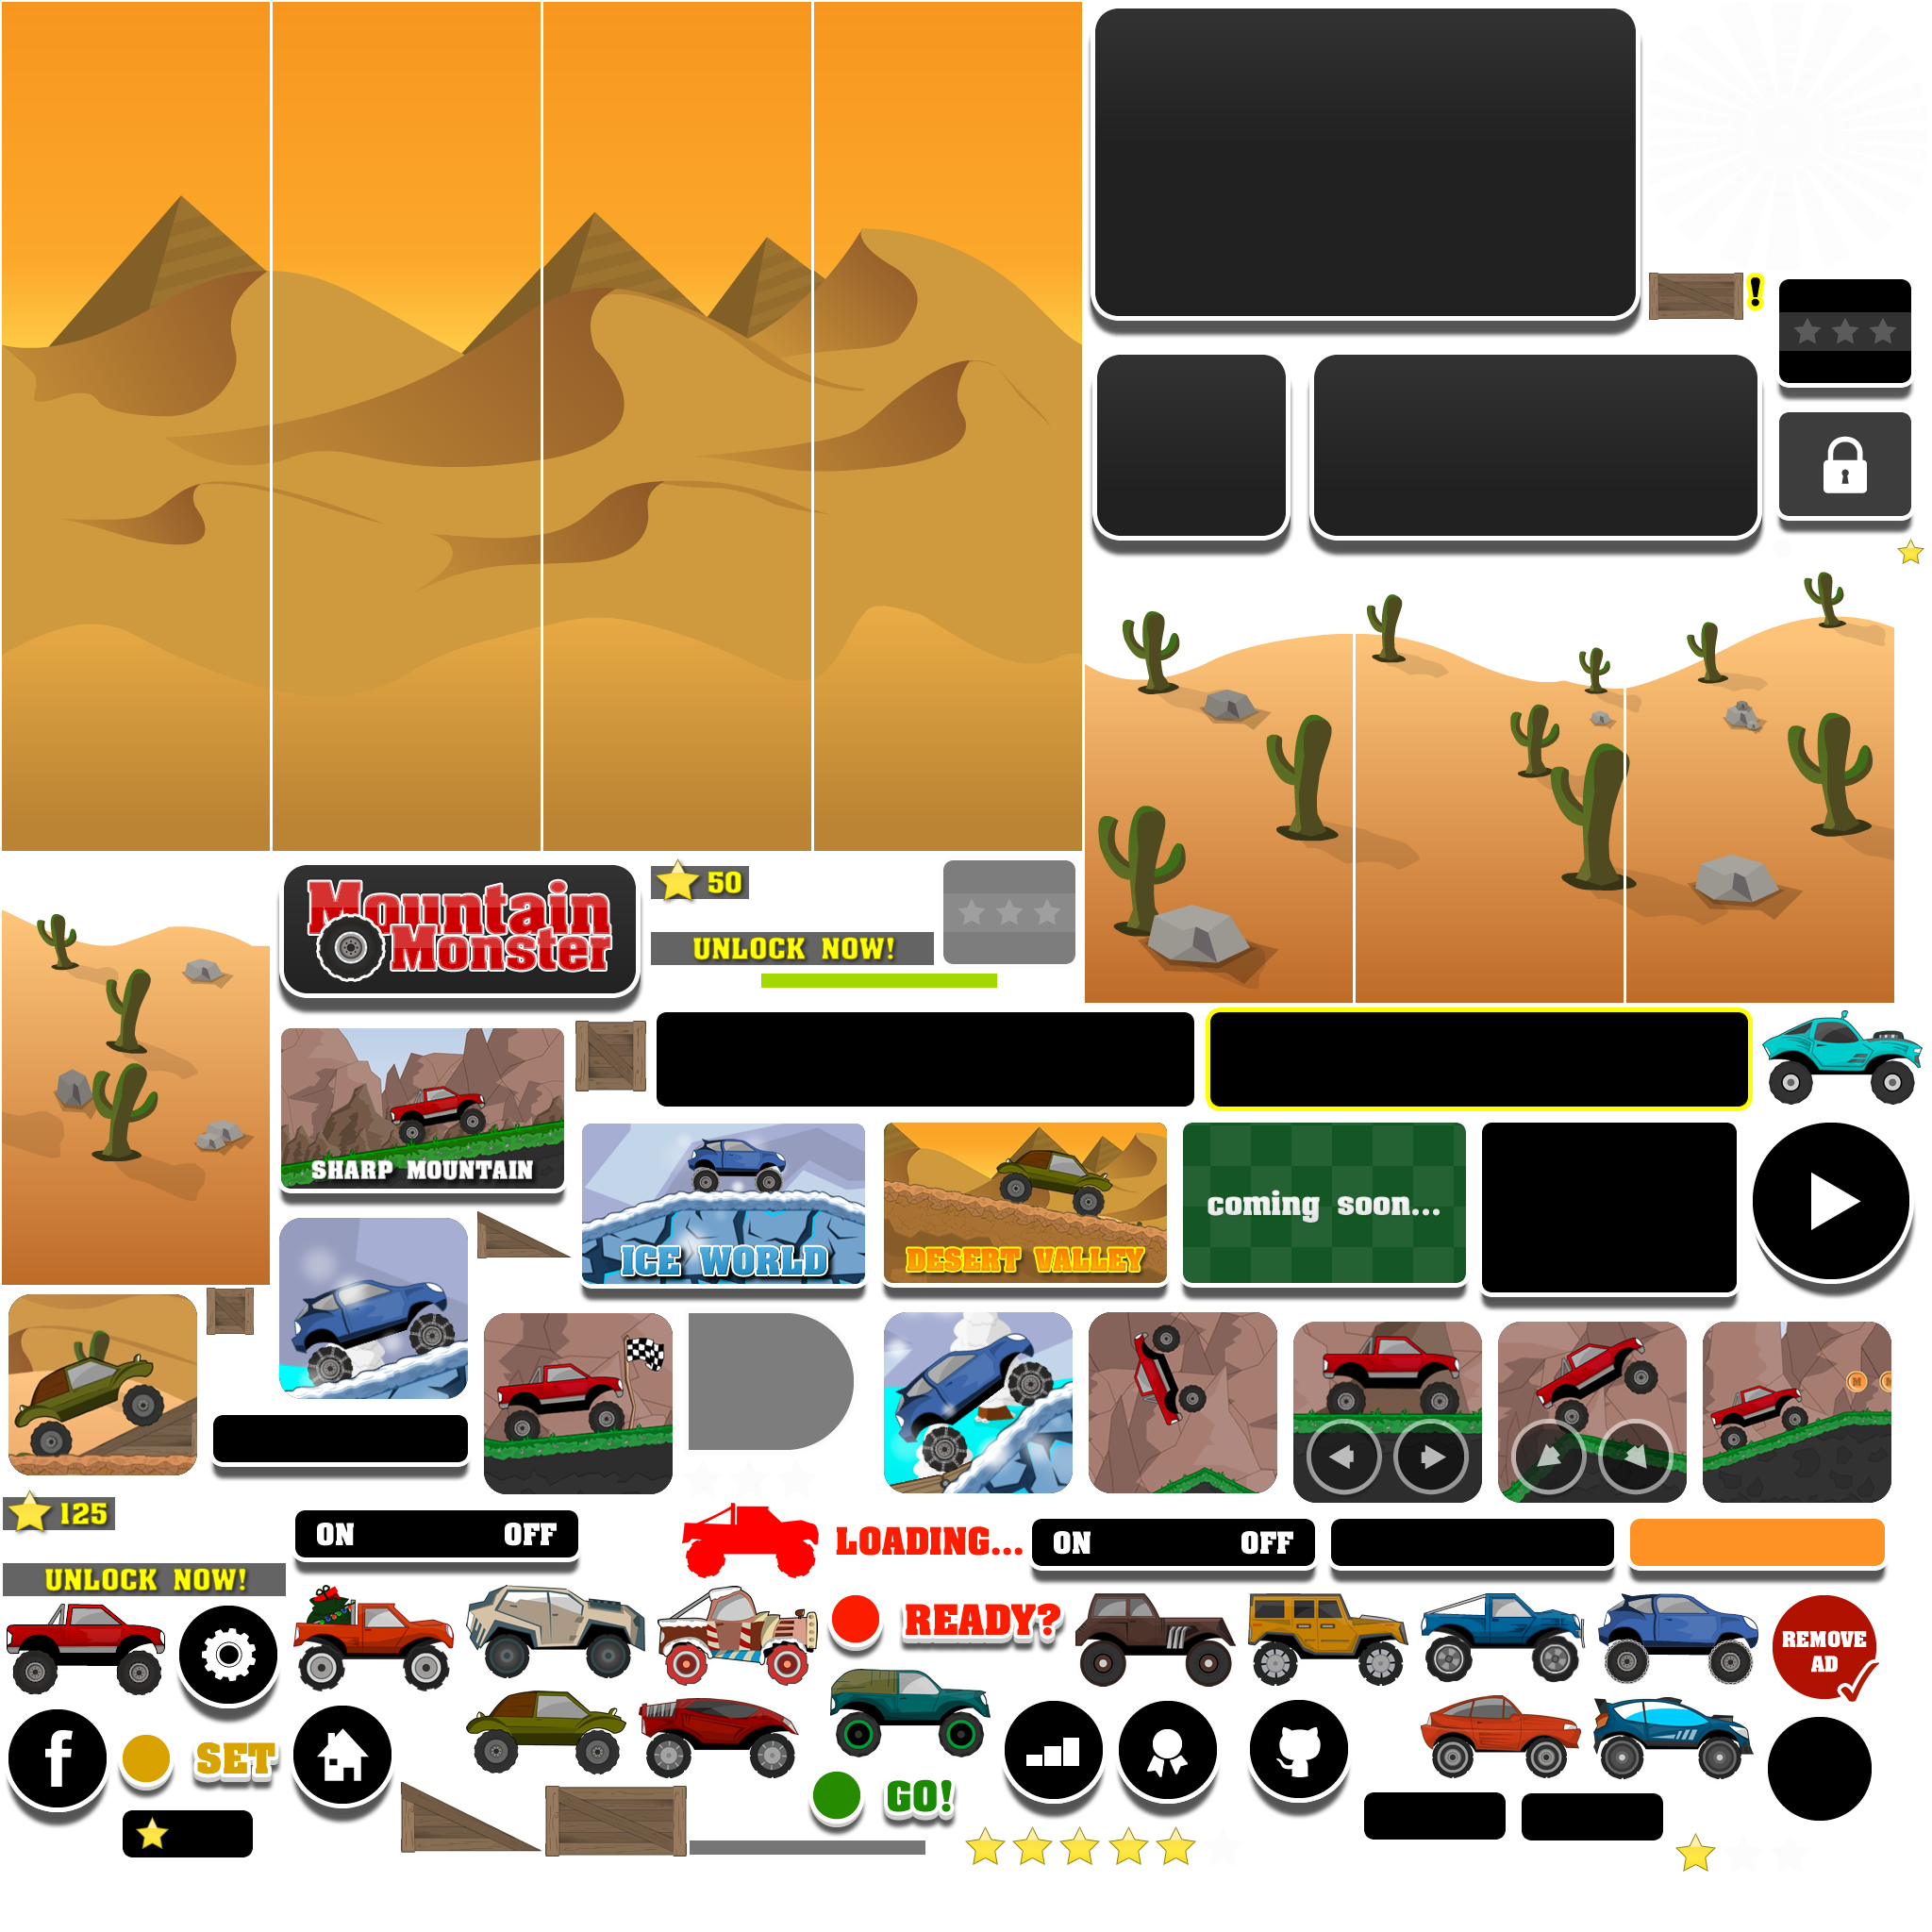 !
Mountain
Monster
50
UNLOCK NOW!
SHARP MOUNTAIN
ICE WORLD
DESERT VALLEY
coming soon...
M
125
UNLOCK NOW!
ON OFF
LOADING...
ON OFF
READY?
REMOVE
AD
f
SET
GO!